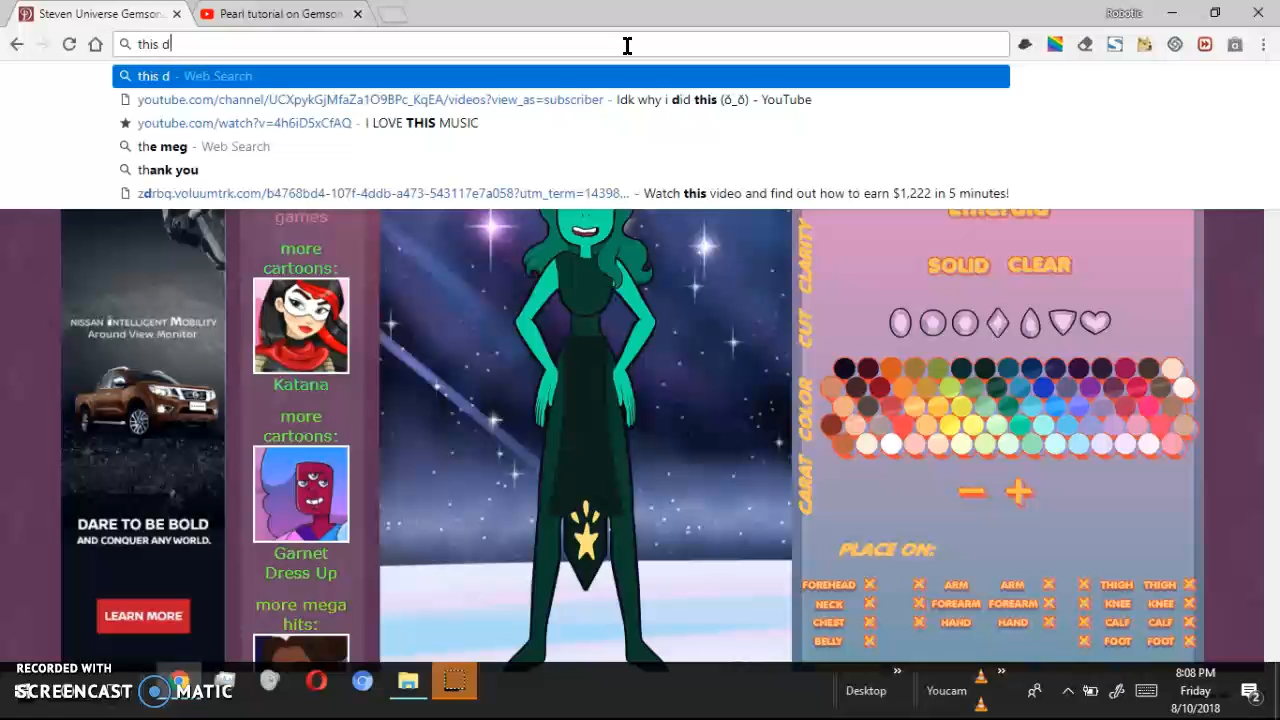 Steven Universe Gemson
Pearl tutorial on Gemson
Robotic
this d
this d - Web Search
youtube.com/channel/UCXpykGjMfaZa1O9BPc_KqEA/videos?view_as=subscriber - Idk why i did this (ŏ_ŏ) - YouTube
youtube.com/watch?v=4h6iD5xCfAQ - I LOVE THIS MUSIC
the meg - Web Search
thank you
zdrbq.voluumtrk.com/b4768bd4-107f-4ddb-a473-543117e7a058?utm_term=14398... - Watch this video and find out how to earn $1,222 in 5 minutes!
games
more
cartoons:
Katana
more
cartoons:
Garnet
Dress Up
more mega
hits:
NISSAN INTELLIGENT MOBILITY
Around View Monitor
DARE TO BE BOLD
AND CONQUER ANY WORLD.
LEARN MORE
Emerald
CLARITY
SOLID CLEAR
CUT
COLOR
CARAT
PLACE ON:
FOREHEAD ARM ARM THIGH THIGH
NECK FOREARM FOREARM KNEE KNEE
CHEST HAND HAND CALF CALF
BELLY FOOT FOOT
RECORDED WITH
SCREENCAST MATIC
Desktop
Youcam
8:08 PM
Friday
8/10/2018
2